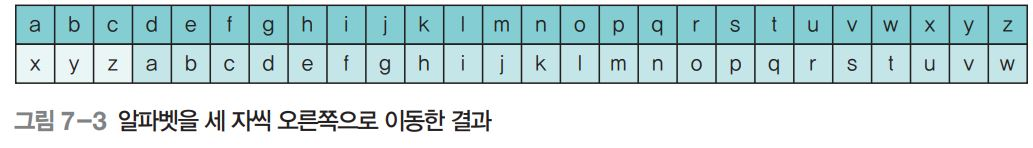 a b c d e f g h i j k l m n o p q r s t u v w x y z
x y z a b c d e f g h i j k l m n o p q r s t u v w
그림 7-3 알파벳을 세 자씩 오른쪽으로 이동한 결과